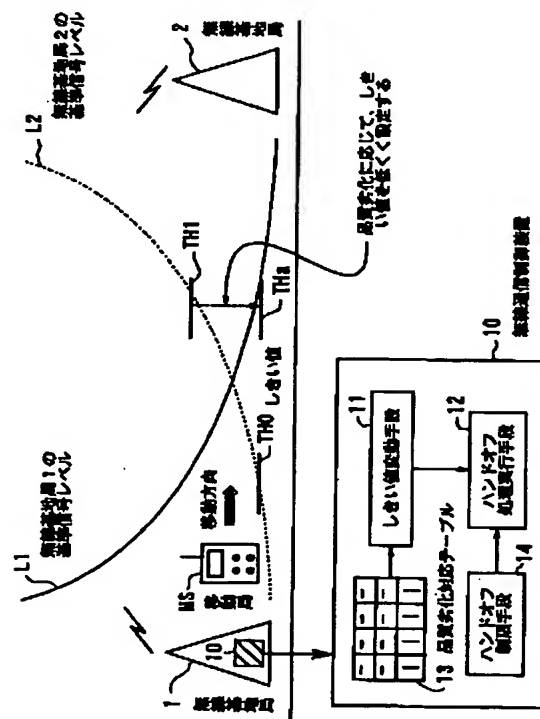 L1
無線基地局1の
基準信号レベル
無線基地局2の
基準信号レベル
L2
TH1
THa
TH0 しきい値
品質劣化に応じて、しき
い値を低くく設定する
MS
移動局
移動方向
1
10
無線基地局
2
無線基地局
10
無線通信制御装置
11
しきい値変動手段
12
ハンドオフ
処理実行手段
13 品質劣化対応テーブル
ハンドオフ
制限手段
14